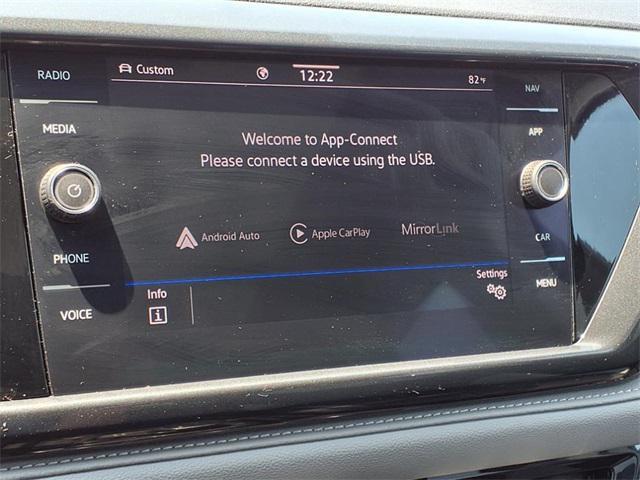 RADIO
MEDIA
PHONE
VOICE
Custom
12:22
82°F
Welcome to App-Connect
Please connect a device using the USB.
Android Auto
Apple CarPlay
MirrorLink
Info
i
Settings
NAV
APP
CAR
MENU